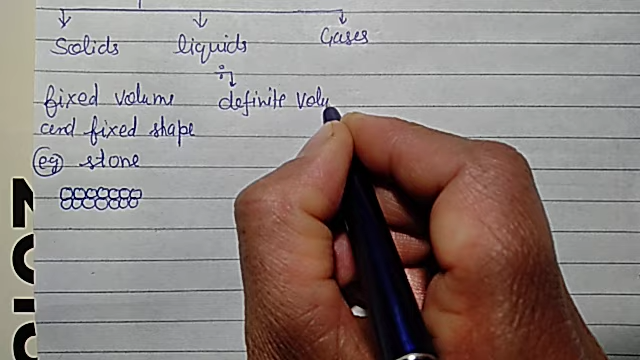 Solids liquids Gases
fixed volume definite volu
and fixed shape
eg stone